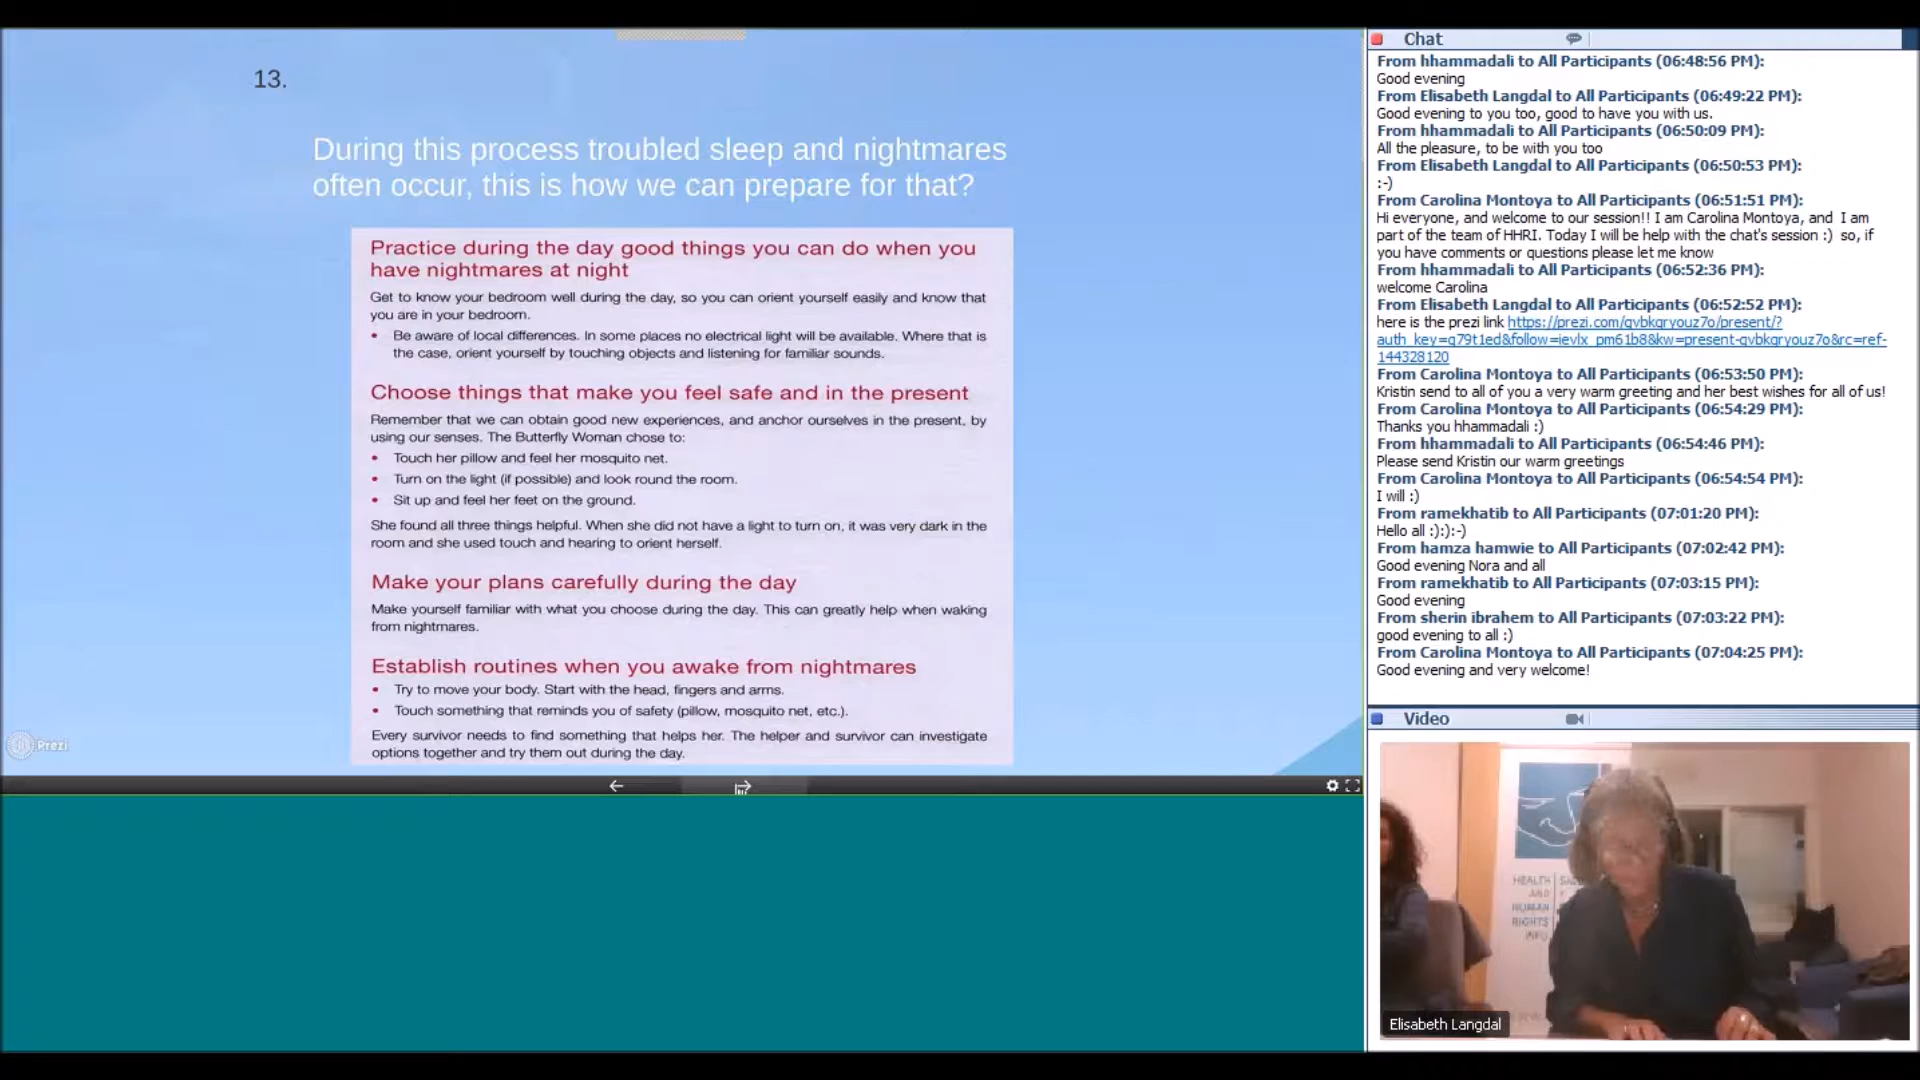 13.
During this process troubled sleep and nightmares
often occur, this is how we can prepare for that?
Practice during the day good things you can do when you
have nightmares at night
Get to know your bedroom well during the day, so you can orient yourself easily and know that
you are in your bedroom.
• Be aware of local differences. In some places no electrical light will be available. Where that is
the case, orient yourself by touching objects and listening for familiar sounds.
Choose things that make you feel safe and in the present
Remember that we can obtain good new experiences, and anchor ourselves in the present, by
using our senses. The Butterfly Woman chose to:
• Touch her pillow and feel her mosquito net.
• Turn on the light (if possible) and look round the room.
• Sit up and feel her feet on the ground.
She found all three things helpful. When she did not have a light to turn on, it was very dark in the
room and she used touch and hearing to orient herself.
Make your plans carefully during the day
Make yourself familiar with what you choose during the day. This can greatly help when waking
from nightmares.
Establish routines when you awake from nightmares
• Try to move your body. Start with the head, fingers and arms.
• Touch something that reminds you of safety (pillow, mosquito net, etc.).
Every survivor needs to find something that helps her. The helper and survivor can investigate
options together and try them out during the day.
Prezi
Chat
From hhammadali to All Participants (06:48:56 PM):
Good evening
From Elisabeth Langdal to All Participants (06:49:22 PM):
Good evening to you too, good to have you with us.
From hhammadali to All Participants (06:50:09 PM):
All the pleasure, to be with you too
From Elisabeth Langdal to All Participants (06:50:53 PM):
:-)
From Carolina Montoya to All Participants (06:51:51 PM):
Hi everyone, and welcome to our session!! I am Carolina Montoya, and I am
part of the team of HHRI. Today I will be help with the chat's session :) so, if
you have comments or questions please let me know
From hhammadali to All Participants (06:52:36 PM):
welcome Carolina
From Elisabeth Langdal to All Participants (06:52:52 PM):
here is the prezi link https://prezi.com/gvbkgryouz7o/present/?
auth_key=q79t1ed&follow=ievlx_pm61b8&kw=present-gvbkgryouz7o&rc=ref-
144328120
From Carolina Montoya to All Participants (06:53:50 PM):
Kristin send to all of you a very warm greeting and her best wishes for all of us!
From Carolina Montoya to All Participants (06:54:29 PM):
Thanks you hhammadali :)
From hhammadali to All Participants (06:54:46 PM):
Please send Kristin our warm greetings
From Carolina Montoya to All Participants (06:54:54 PM):
I will :)
From ramekhatib to All Participants (07:01:20 PM):
Hello all :):):-)
From hamza hamwie to All Participants (07:02:42 PM):
Good evening Nora and all
From ramekhatib to All Participants (07:03:15 PM):
Good evening
From sherin ibrahem to All Participants (07:03:22 PM):
good evening to all :)
From Carolina Montoya to All Participants (07:04:25 PM):
Good evening and very welcome!
Video
HEALTH
AND
HUMAN
RIGHTS
INFO
Elisabeth Langdal